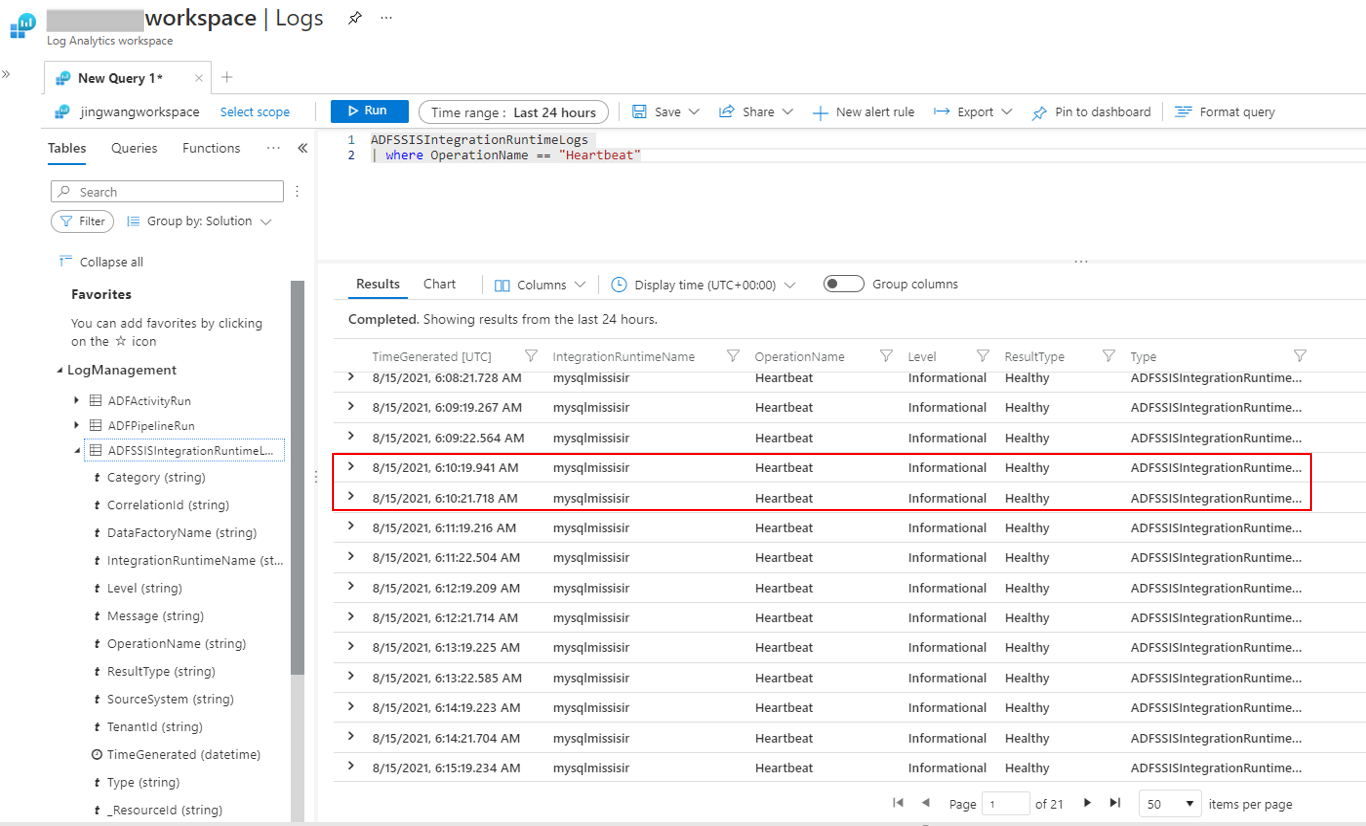 workspace | Logs
Log Analytics workspace
New Query 1*
jingwangworkspace Select scope Run Time range : Last 24 hours Save Share New alert rule Export Pin to dashboard Format query
Tables Queries Functions
1 ADFSSISIntegrationRuntimeLogs
2 | where OperationName == "Heartbeat"
Search
Filter Group by: Solution
Collapse all
Favorites
You can add favorites by clicking
on the ☆ icon
LogManagement
ADFActivityRun
ADFPipelineRun
ADFSSISIntegrationRuntimeL...
t Category (string)
t CorrelationId (string)
t DataFactoryName (string)
t IntegrationRuntimeName (st...
t Level (string)
t Message (string)
t OperationName (string)
t ResultType (string)
t SourceSystem (string)
t TenantId (string)
TimeGenerated (datetime)
t Type (string)
t _ResourceId (string)
Results Chart Columns Display time (UTC+00:00) Group columns
Completed. Showing results from the last 24 hours.
TimeGenerated [UTC] IntegrationRuntimeName OperationName Level ResultType Type
8/15/2021, 6:08:21.728 AM mysqlmissisir Heartbeat Informational Healthy ADFSSISIntegrationRuntime...
8/15/2021, 6:09:19.267 AM mysqlmissisir Heartbeat Informational Healthy ADFSSISIntegrationRuntime...
8/15/2021, 6:09:22.564 AM mysqlmissisir Heartbeat Informational Healthy ADFSSISIntegrationRuntime...
8/15/2021, 6:10:19.941 AM mysqlmissisir Heartbeat Informational Healthy ADFSSISIntegrationRuntime...
8/15/2021, 6:10:21.718 AM mysqlmissisir Heartbeat Informational Healthy ADFSSISIntegrationRuntime...
8/15/2021, 6:11:19.216 AM mysqlmissisir Heartbeat Informational Healthy ADFSSISIntegrationRuntime...
8/15/2021, 6:11:22.504 AM mysqlmissisir Heartbeat Informational Healthy ADFSSISIntegrationRuntime...
8/15/2021, 6:12:19.209 AM mysqlmissisir Heartbeat Informational Healthy ADFSSISIntegrationRuntime...
8/15/2021, 6:12:21.714 AM mysqlmissisir Heartbeat Informational Healthy ADFSSISIntegrationRuntime...
8/15/2021, 6:13:19.225 AM mysqlmissisir Heartbeat Informational Healthy ADFSSISIntegrationRuntime...
8/15/2021, 6:13:22.585 AM mysqlmissisir Heartbeat Informational Healthy ADFSSISIntegrationRuntime...
8/15/2021, 6:14:19.223 AM mysqlmissisir Heartbeat Informational Healthy ADFSSISIntegrationRuntime...
8/15/2021, 6:14:21.704 AM mysqlmissisir Heartbeat Informational Healthy ADFSSISIntegrationRuntime...
8/15/2021, 6:15:19.234 AM mysqlmissisir Heartbeat Informational Healthy ADFSSISIntegrationRuntime...
Page 1 of 21 50 items per page